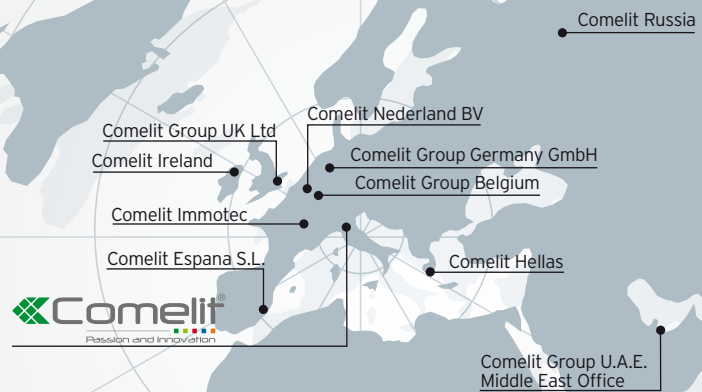 Comelit Russia
Comelit Nederland BV
Comelit Group UK Ltd
Comelit Ireland
Comelit Group Germany GmbH
Comelit Group Belgium
Comelit Immotec
Comelit Espana S.L.
Comelit Hellas
Comelit®
Passion and Innovation
Comelit Group U.A.E.
Middle East Office